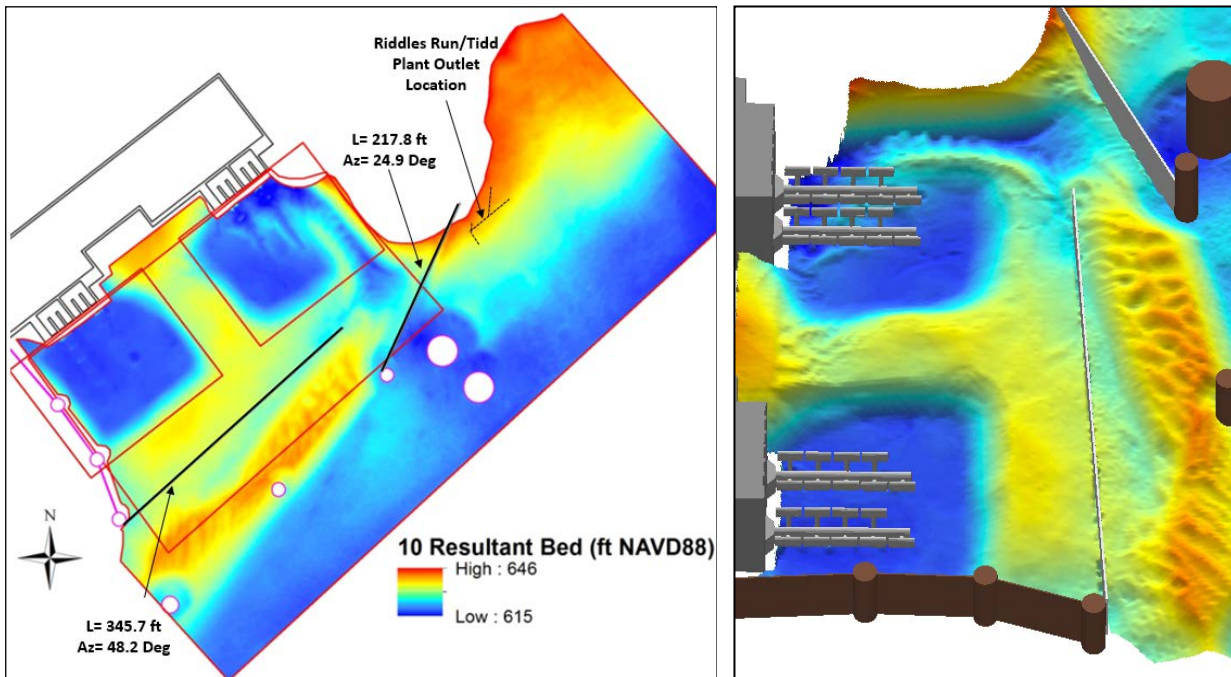 Riddles Run/Tidd
Plant Outlet
Location
L= 217.8 ft
Az= 24.9 Deg
N
10 Resultant Bed (ft NAVD88)
High : 646
Low : 615
L= 345.7 ft
Az= 48.2 Deg